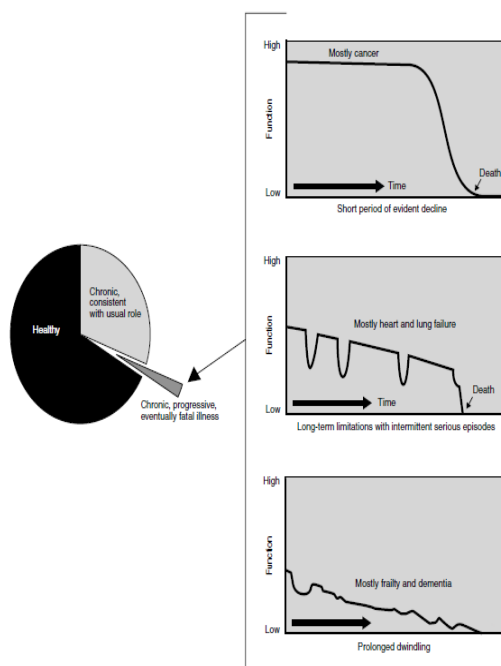 Healthy
Chronic,
consistent
with usual role
Chronic, progressive,
eventually fatal illness
High
Function
Low
Mostly cancer
Time
Death
Short period of evident decline
High
Function
Low
Mostly heart and lung failure
Time
Death
Long-term limitations with intermittent serious episodes
High
Function
Low
Mostly frailty and dementia
Time
Prolonged dwindling